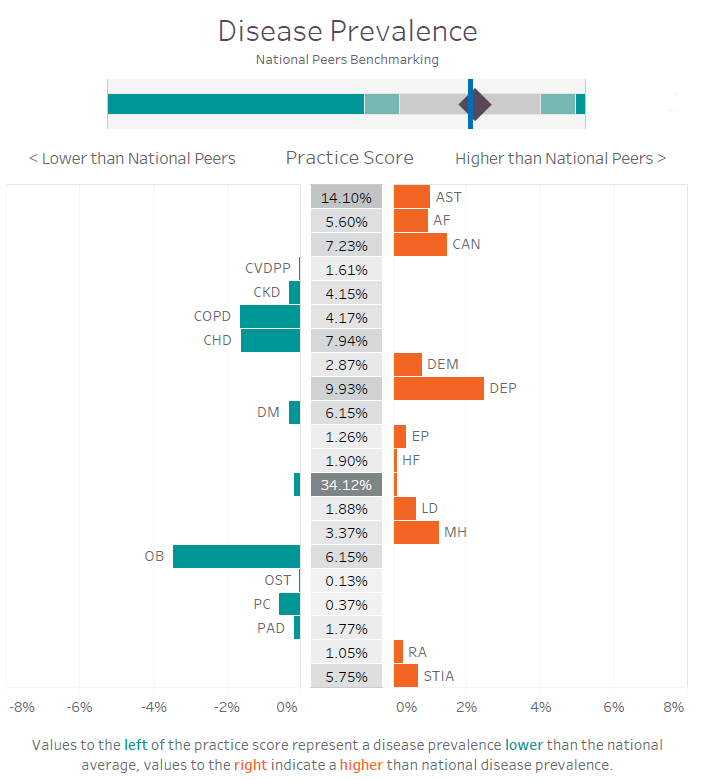 Disease Prevalence
National Peers Benchmarking
< Lower than National Peers Practice Score Higher than National Peers >
14.10% AST
5.60% AF
7.23% CAN
CVDPP 1.61%
CKD 4.15%
COPD 4.17%
CHD 7.94%
2.87% DEM
9.93% DEP
DM 6.15%
1.26% EP
1.90% HF
34.12%
1.88% LD
3.37% MH
OB 6.15%
OST 0.13%
PC 0.37%
PAD 1.77%
1.05% RA
5.75% STIA
-8% -6% -4% -2% 0% 0% 2% 4% 6% 8%
Values to the left of the practice score represent a disease prevalence lower than the national
average, values to the right indicate a higher than national disease prevalence.